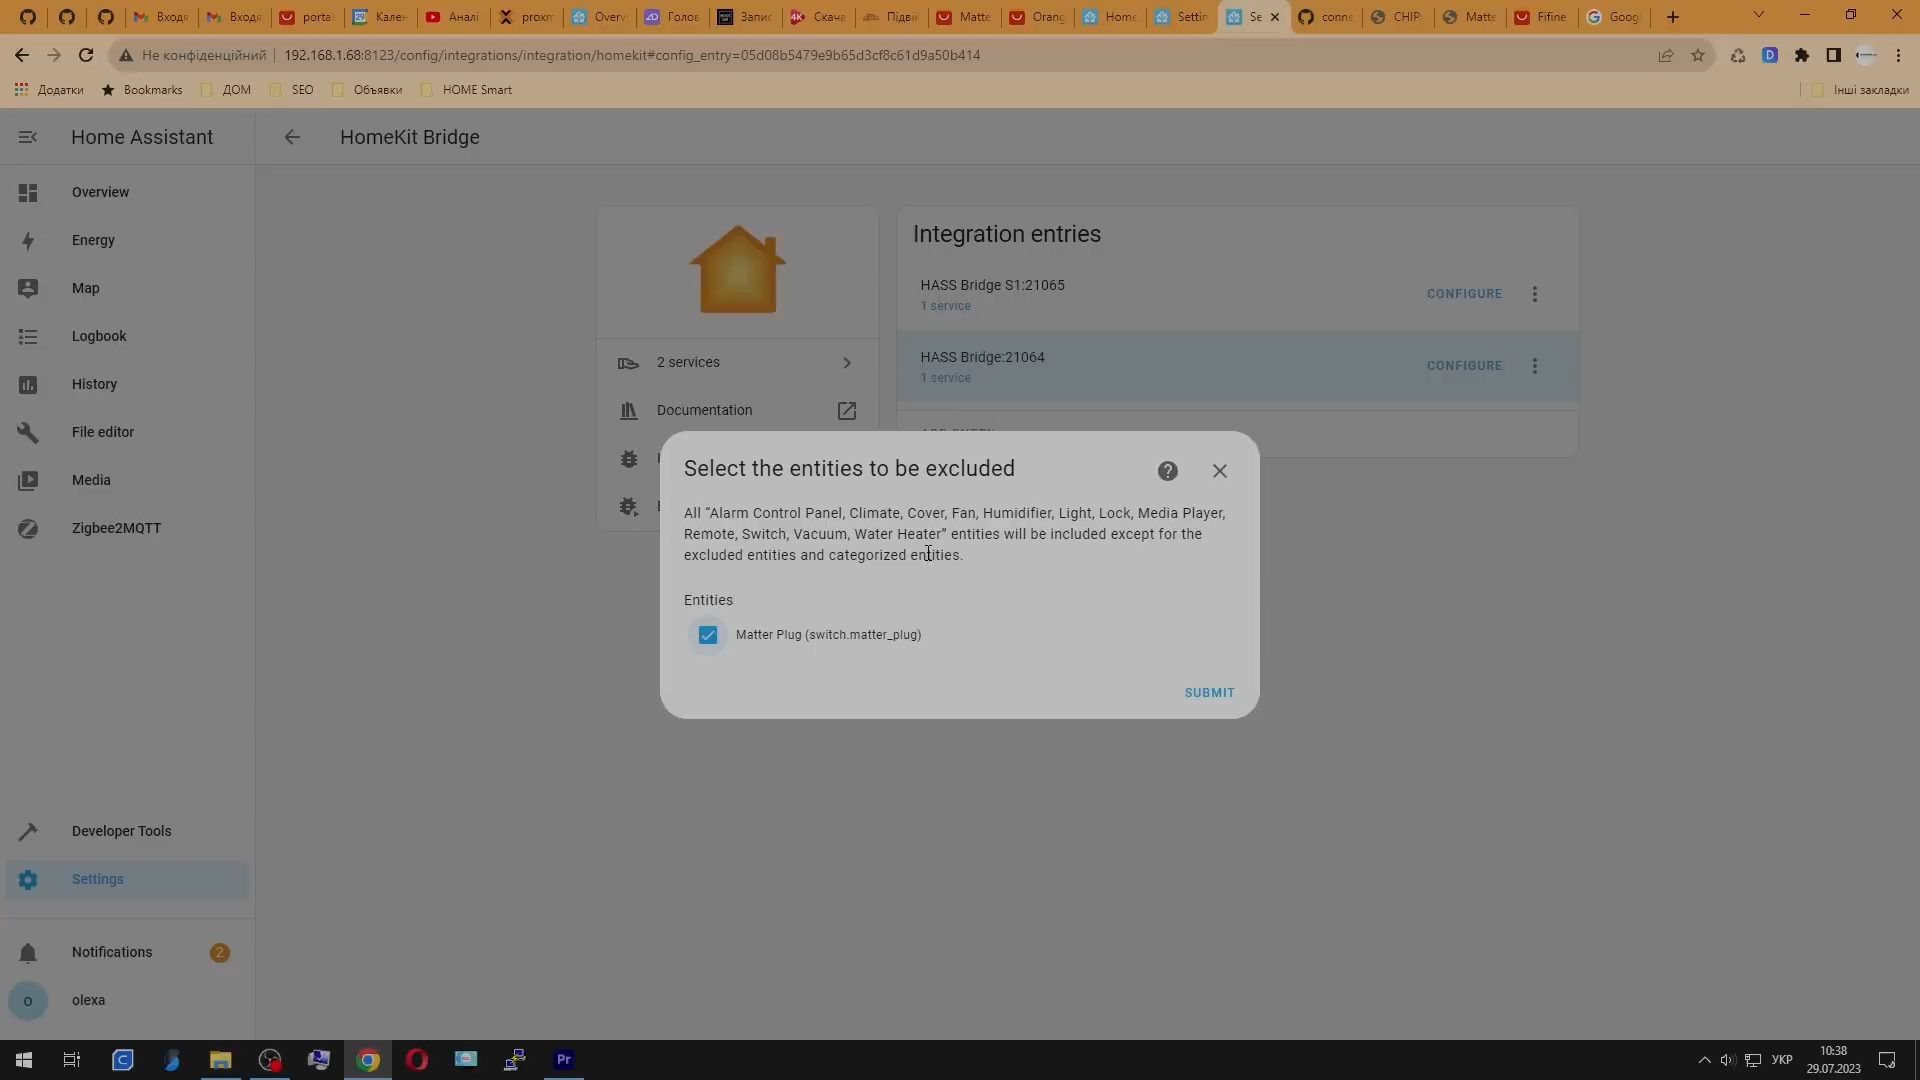 Входя
Входя
porta
Кален
Аналі
proxm
Overv
Голов
Запис
Скача
Підві
Matte
Orang
Home
Settin
Se
conne
CHIP
Matte
Fifine
Googl
Не конфіденційний
192.168.1.68:8123/config/integrations/integration/homekit#config_entry=05d08b5479e9b65d3cf8c61d9a50b414
Додатки
Bookmarks
ДОМ
SEO
Объявки
HOME Smart
Інші закладки
Home Assistant
HomeKit Bridge
Overview
Energy
Map
Logbook
History
File editor
Media
Zigbee2MQTT
Developer Tools
Settings
Notifications
2
O
olexa
2 services
Documentation
Integration entries
HASS Bridge S1:21065
1 service
CONFIGURE
HASS Bridge:21064
1 service
CONFIGURE
Select the entities to be excluded
All “Alarm Control Panel, Climate, Cover, Fan, Humidifier, Light, Lock, Media Player,
Remote, Switch, Vacuum, Water Heater” entities will be included except for the
excluded entities and categorized entities.
Entities
Matter Plug (switch.matter_plug)
SUBMIT
Pr
УКР
10:38
29.07.2023